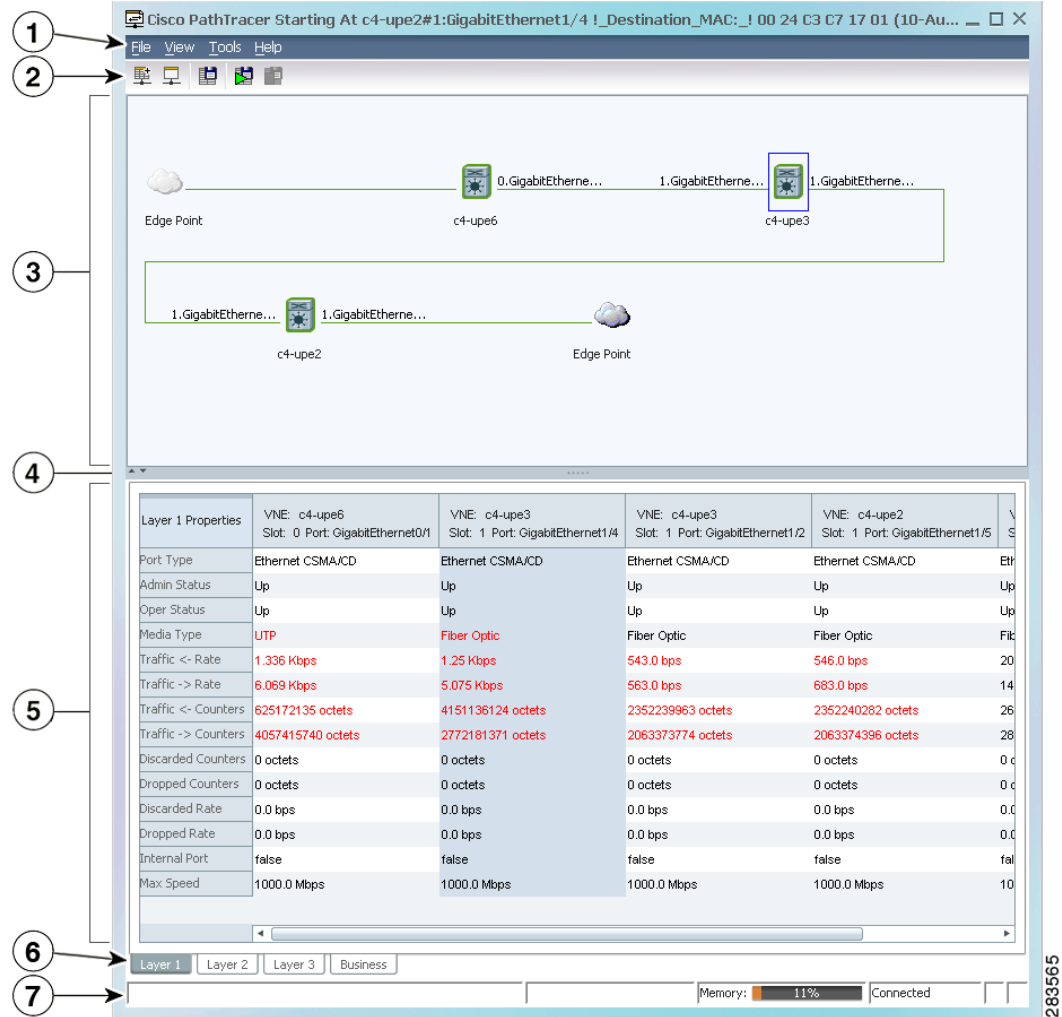 Cisco PathTracer Starting At c4-upe2#1:GigabitEthernet1/4 !_Destination_MAC:_! 00 24 C3 C7 17 01 (10-Au...
1
File View Tools Help
2
3
0.GigabitEtherne... 1.GigabitEtherne... 1.GigabitEtherne...
Edge Point c4-upe6 c4-upe3
1.GigabitEtherne... 1.GigabitEtherne...
c4-upe2 Edge Point
4
5
Layer 1 Properties VNE: c4-upe6 Slot: 0 Port: GigabitEthernet0/1 VNE: c4-upe3 Slot: 1 Port: GigabitEthernet1/4 VNE: c4-upe3 Slot: 1 Port: GigabitEthernet1/2 VNE: c4-upe2 Slot: 1 Port: GigabitEthernet1/5
Port Type Ethernet CSMA/CD Ethernet CSMA/CD Ethernet CSMA/CD Ethernet CSMA/CD
Admin Status Up Up Up Up Up
Oper Status Up Up Up Up Up
Media Type UTP Fiber Optic Fiber Optic Fiber Optic
Traffic <- Rate 1.336 Kbps 1.25 Kbps 543.0 bps 546.0 bps 20
Traffic -> Rate 6.069 Kbps 5.075 Kbps 563.0 bps 683.0 bps 14
Traffic <- Counters 625172135 octets 4151136124 octets 2352239963 octets 2352240282 octets 26
Traffic -> Counters 4057415740 octets 2772181371 octets 2063373774 octets 2063374396 octets 28
Discarded Counters 0 octets 0 octets 0 octets 0 octets
Dropped Counters 0 octets 0 octets 0 octets 0 octets
Discarded Rate 0.0 bps 0.0 bps 0.0 bps 0.0 bps
Dropped Rate 0.0 bps 0.0 bps 0.0 bps 0.0 bps
Internal Port false false false false
Max Speed 1000.0 Mbps 1000.0 Mbps 1000.0 Mbps 1000.0 Mbps 10
6
Layer 1 Layer 2 Layer 3 Business
7
Memory: 11% Connected
283565